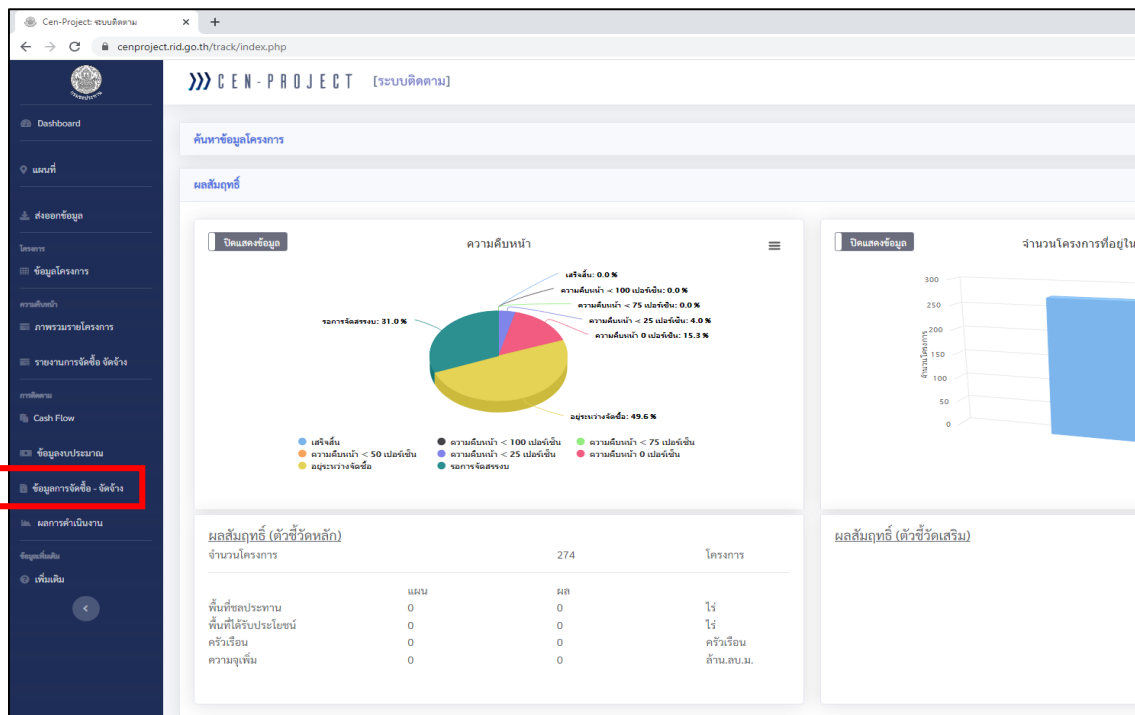 Cen-Project: ระบบติดตาม
cenproject.rid.go.th/track/index.php
กรมชลประทาน
CEN-PROJECT [ระบบติดตาม]
Dashboard
แผนที่
ส่งออกข้อมูล
โครงการ
ข้อมูลโครงการ
ความคืบหน้า
ภาพรวมรายโครงการ
รายงานการจัดซื้อ จัดจ้าง
การติดตาม
Cash Flow
ข้อมูลงบประมาณ
ข้อมูลการจัดซื้อ - จัดจ้าง
ผลการดำเนินงาน
ข้อมูลเพิ่มเติม
เพิ่มเติม
ค้นหาข้อมูลโครงการ
ผลสัมฤทธิ์
ปิดแสดงข้อมูล
ความคืบหน้า
เสร็จสิ้น: 0.0 %
ความคืบหน้า < 100 เปอร์เซ็น: 0.0 %
ความคืบหน้า < 75 เปอร์เซ็น: 0.0 %
ความคืบหน้า < 25 เปอร์เซ็น: 4.0 %
ความคืบหน้า 0 เปอร์เซ็น: 15.3 %
รอการจัดสรรงบ: 31.0 %
อยู่ระหว่างจัดซื้อ: 49.6 %
เสร็จสิ้น ความคืบหน้า < 100 เปอร์เซ็น ความคืบหน้า < 75 เปอร์เซ็น
ความคืบหน้า < 50 เปอร์เซ็น ความคืบหน้า < 25 เปอร์เซ็น ความคืบหน้า 0 เปอร์เซ็น
อยู่ระหว่างจัดซื้อ รอการจัดสรรงบ
ปิดแสดงข้อมูล
จำนวนโครงการที่อยู่ใน
จำนวนโครงการ
300
250
200
150
100
50
0
ผลสัมฤทธิ์ (ตัวชี้วัดหลัก)
จำนวนโครงการ 274 โครงการ
แผน ผล
พื้นที่ชลประทาน 0 0 ไร่
พื้นที่ได้รับประโยชน์ 0 0 ไร่
ครัวเรือน 0 0 ครัวเรือน
ความจุเพิ่ม 0 0 ล้าน.ลบ.ม.
ผลสัมฤทธิ์ (ตัวชี้วัดเสริม)